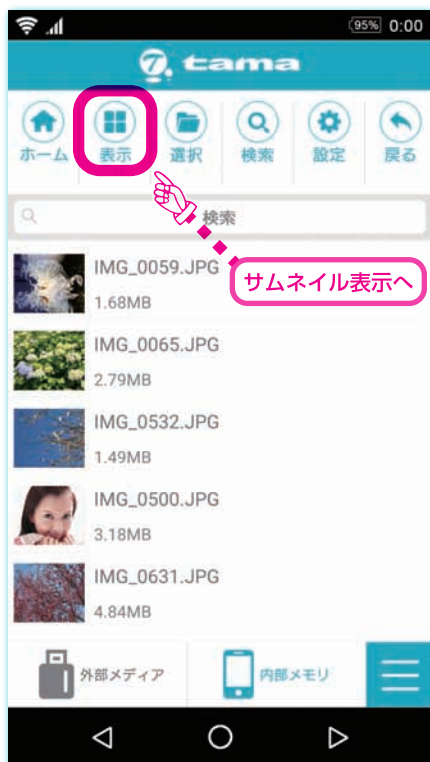 95% 0:00
tama
ホーム 表示 選択 検索 設定 戻る
検索
サムネイル表示へ
IMG_0059.JPG
1.68MB
IMG_0065.JPG
2.79MB
IMG_0532.JPG
1.49MB
IMG_0500.JPG
3.18MB
IMG_0631.JPG
4.84MB
外部メディア 内部メモリ